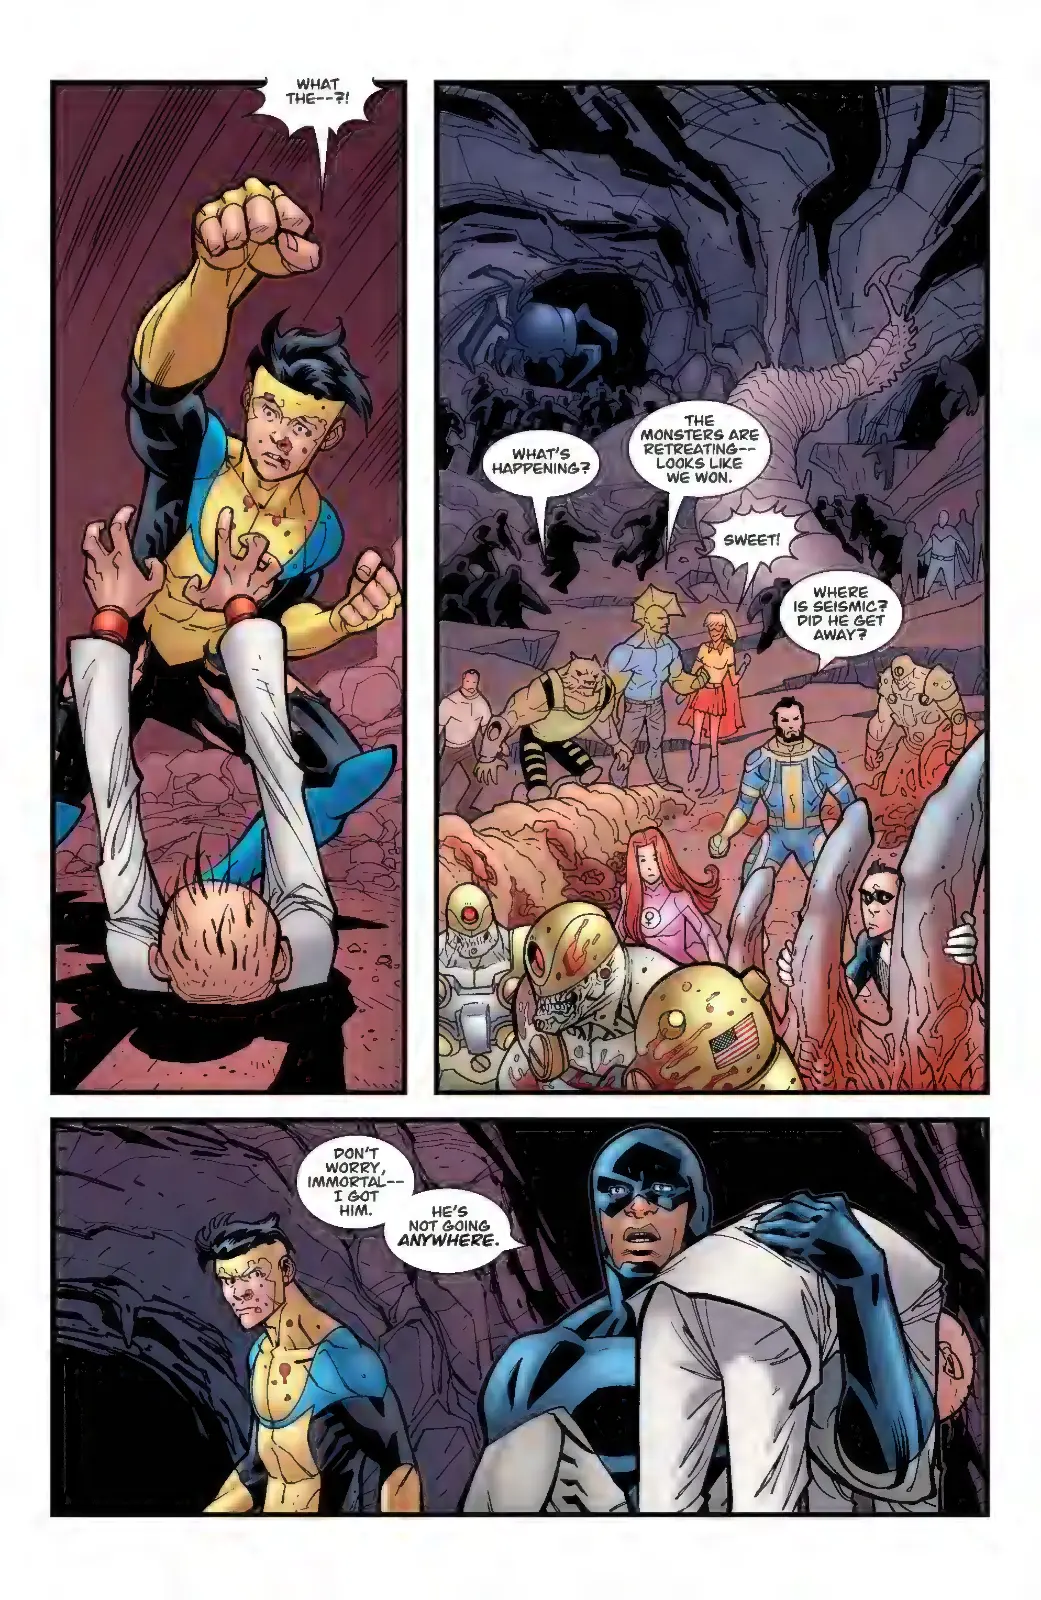 WHAT
THE--?!
WHAT'S
HAPPENING?
THE
MONSTERS ARE
RETREATING--
LOOKS LIKE
WE WON.
SWEET!
WHERE
IS SEISMIC?
DID HE GET
AWAY?
DON'T
WORRY,
IMMORTAL--
I GOT
HIM.
HE'S
NOT GOING
ANYWHERE.